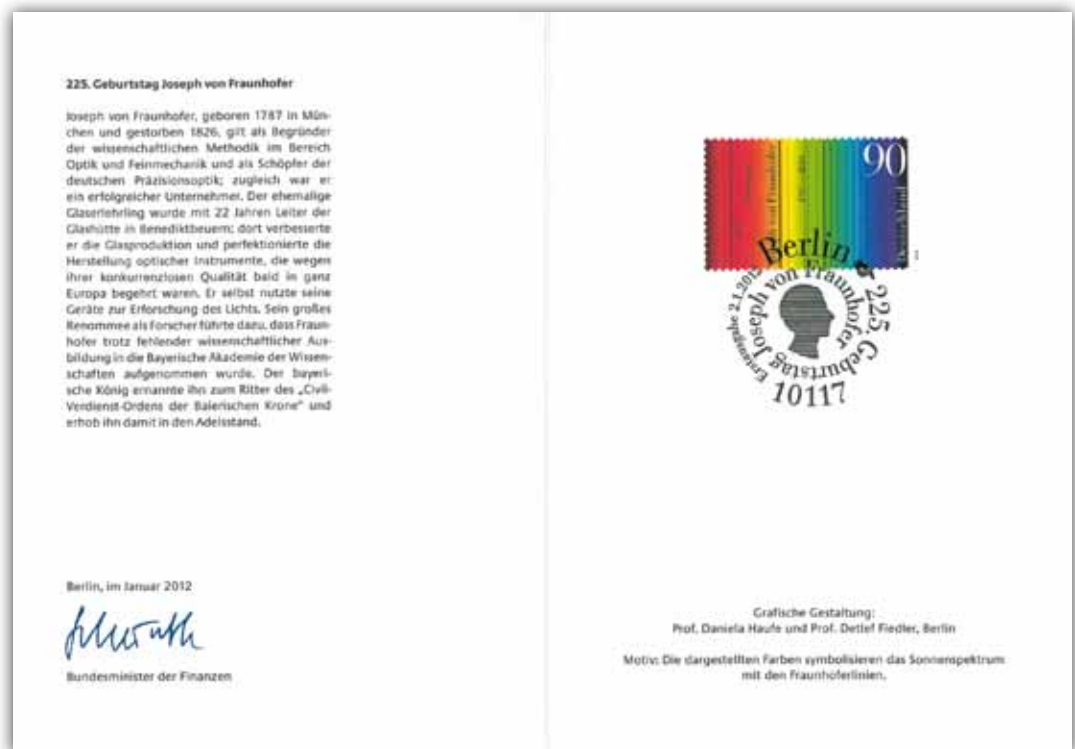 225. Geburtstag Joseph von Fraunhofer
Joseph von Fraunhofer, geboren 1787 in Mün-
chen und gestorben 1826, gilt als Begründer
der wissenschaftlichen Methodik im Bereich
Optik und Feinmechanik und als Schöpfer der
deutschen Präzisionsoptik; zugleich war er
ein erfolgreicher Unternehmer. Der ehemalige
Glaserlehrling wurde mit 22 Jahren Leiter der
Glashütte in Benediktbeuern; dort verbesserte
er die Glasproduktion und perfektionierte die
Herstellung optischer Instrumente, die wegen
ihrer konkurrenzlosen Qualität bald in ganz
Europa begehrt waren. Er selbst nutzte seine
Geräte zur Erforschung des Lichts. Sein großes
Renommee als Forscher führte dazu, dass Fraun-
hofer trotz fehlender wissenschaftlicher Aus-
bildung in die Bayerische Akademie der Wissen-
schaften aufgenommen wurde. Der bayeri-
sche König ernannte ihn zum Ritter des „Civil-
Verdienst-Ordens der Baierischen Krone“ und
erhob ihn damit in den Adelsstand.
Berlin, im Januar 2012
Bundesminister der Finanzen
90
Deutschland
von Fraunhofer
Berlin
Erstausgabe 2.1.2012
225. Geburtstag Joseph von Fraunhofer
10117
Grafische Gestaltung:
Prof. Daniela Haufe und Prof. Detlef Fiedler, Berlin
Motiv: Die dargestellten Farben symbolisieren das Sonnenspektrum
mit den Fraunhoferlinien.